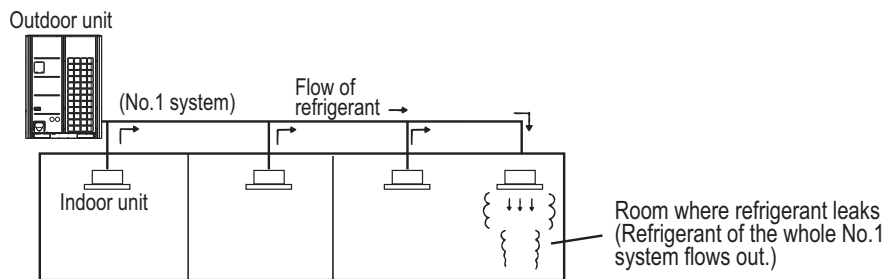 Outdoor unit
(No.1 system)
Flow of
refrigerant
Indoor unit
Room where refrigerant leaks
(Refrigerant of the whole No.1
system flows out.)